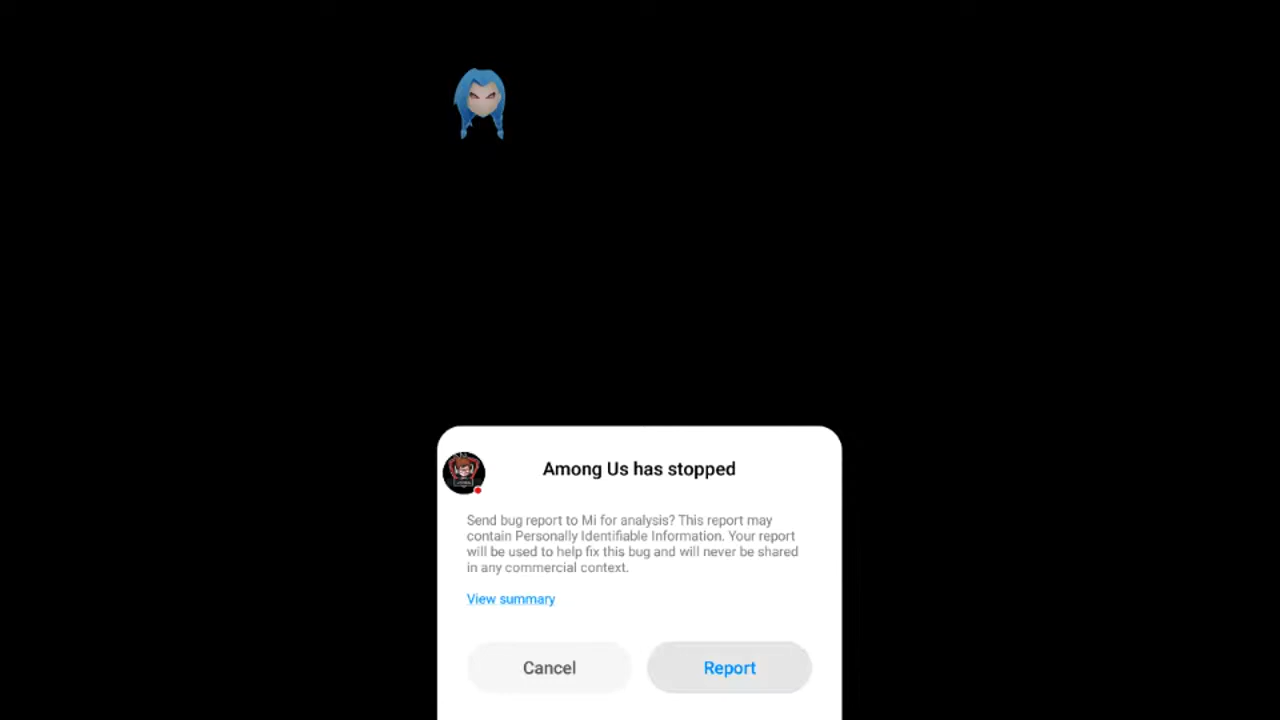 Among Us has stopped
Send bug report to Mi for analysis? This report may
contain Personally Identifiable Information. Your report
will be used to help fix this bug and will never be shared
in any commercial context.
View summary
Cancel
Report